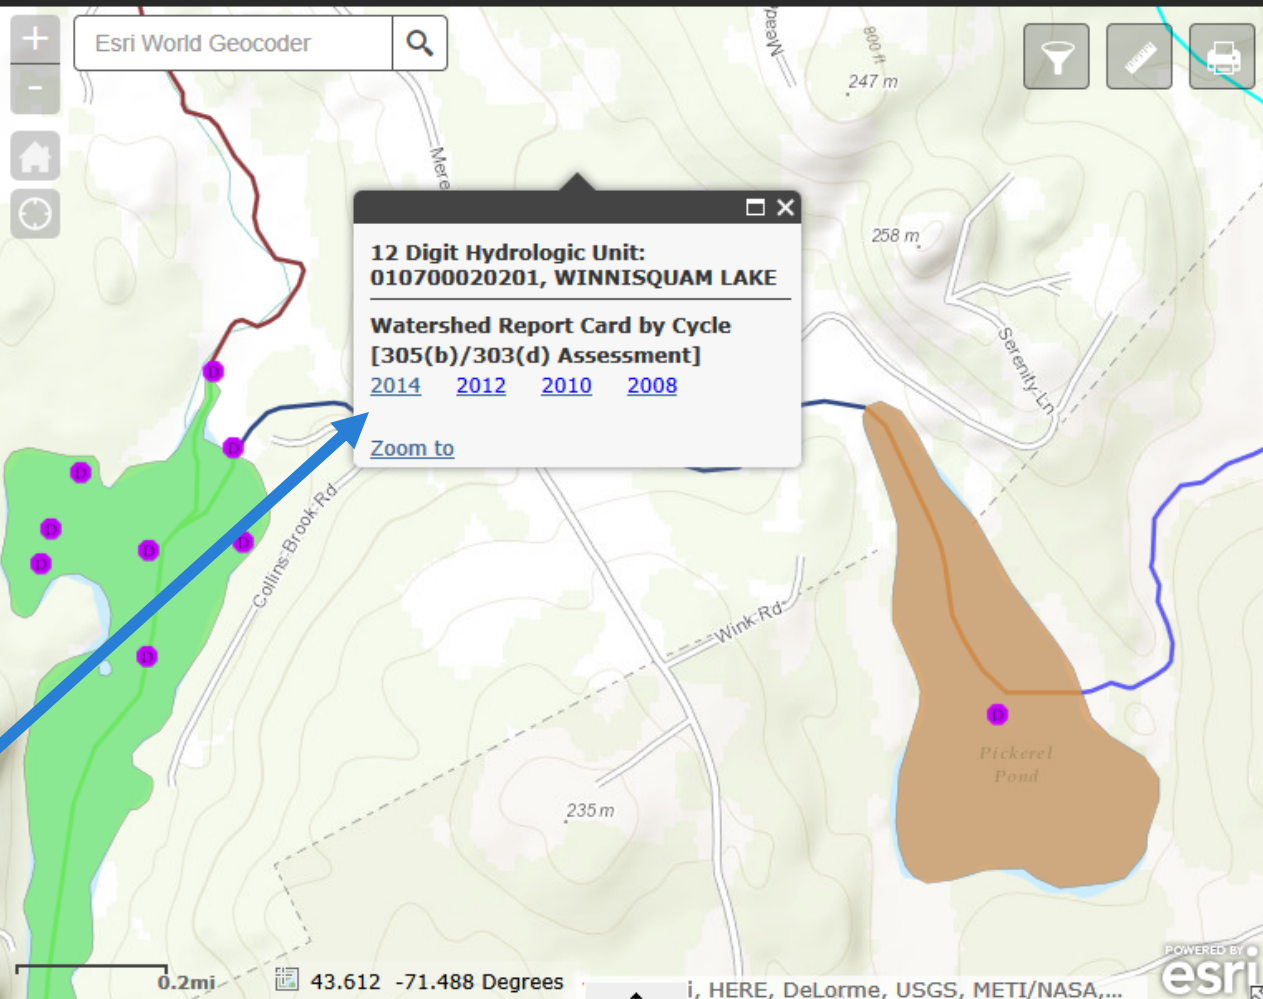 +
Esri World Geocoder
-
Mead
800 ft
247 m
Mere
12 Digit Hydrologic Unit:
010700020201, WINNISQUAM LAKE
258 m
Watershed Report Card by Cycle
[305(b)/303(d) Assessment]
2014 2012 2010 2008
Zoom to
Serenity Ln
D
D
D
D
D
D
D
D
Collins Brook Rd
Wink Rd
D
Pickerel
Pond
235 m
0.2mi
43.612 -71.488 Degrees
i, HERE, DeLorme, USGS, METI/NASA,...
POWERED BY
esri